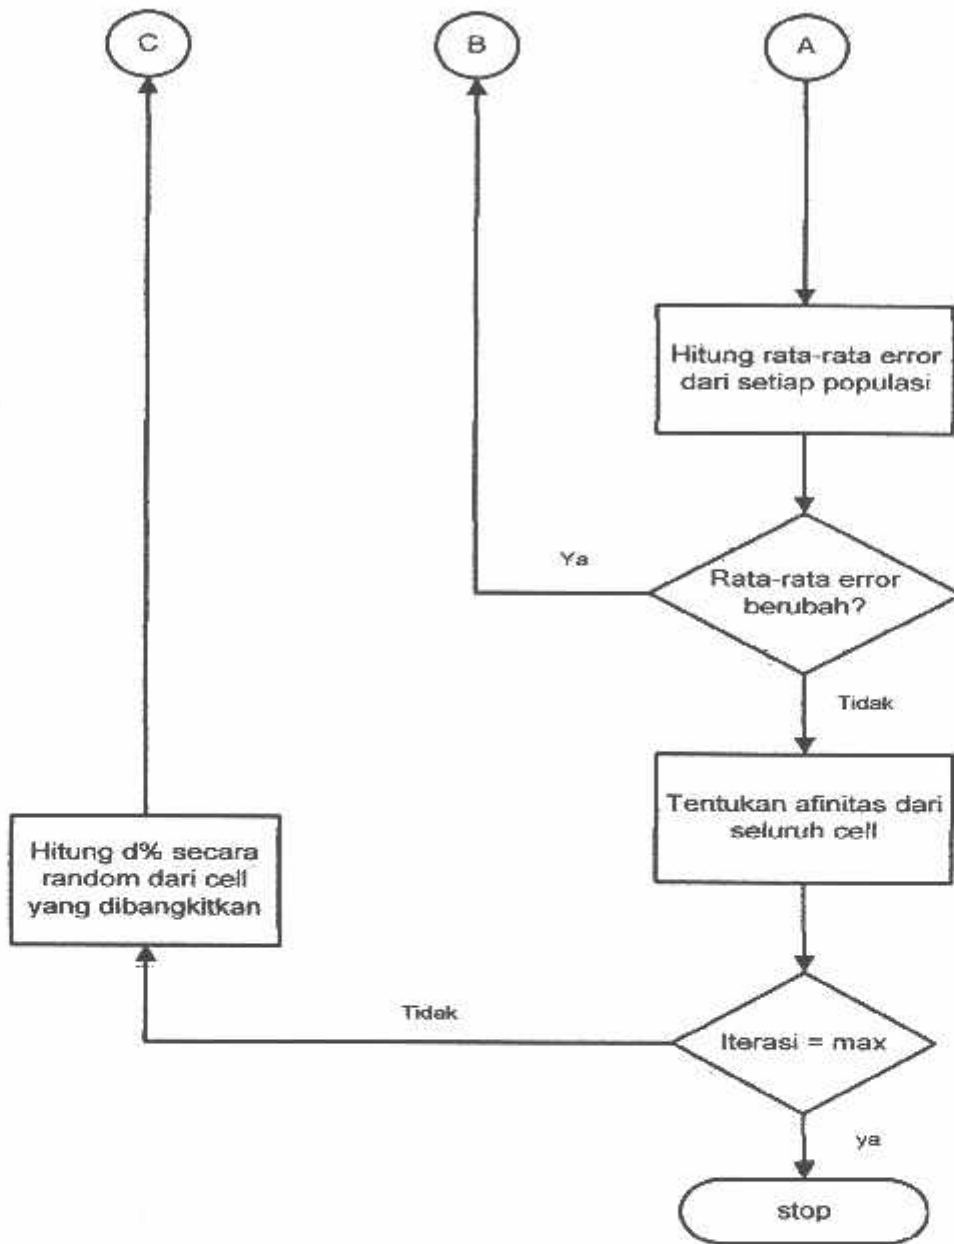 C
B
A
Hitung rata-rata error
dari setiap populasi
Ya
Rata-rata error
berubah?
Tidak
Tentukan afinitas dari
seluruh cell
Hitung d% secara
random dari cell
yang dibangkitkan
Tidak
Iterasi = max
ya
stop